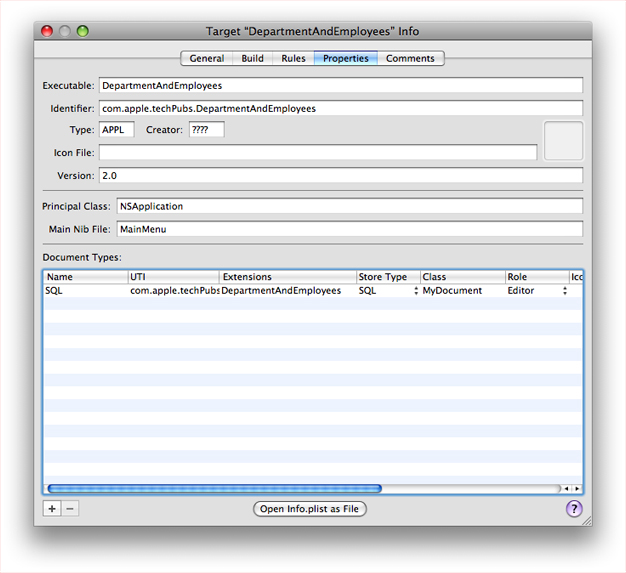 Target “DepartmentAndEmployees” Info
General Build Rules Properties Comments
Executable: DepartmentAndEmployees
Identifier: com.apple.techPubs.DepartmentAndEmployees
Type: APPL Creator: ????
Icon File:
Version: 2.0
Principal Class: NSApplication
Main Nib File: MainMenu
Document Types:
Name UTI Extensions Store Type Class Role Ico
SQL com.apple.techPubs DepartmentAndEmployees SQL MyDocument Editor
+ − Open Info.plist as File ?